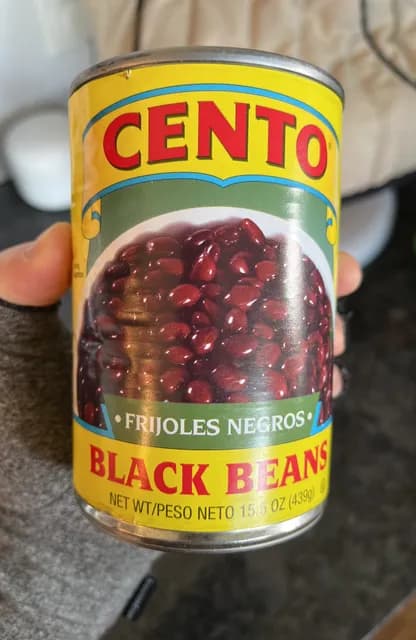 CENTO
• FRIJOLES NEGROS •
BLACK BEANS
NET WT/PESO NETO 15.5 OZ (439g)